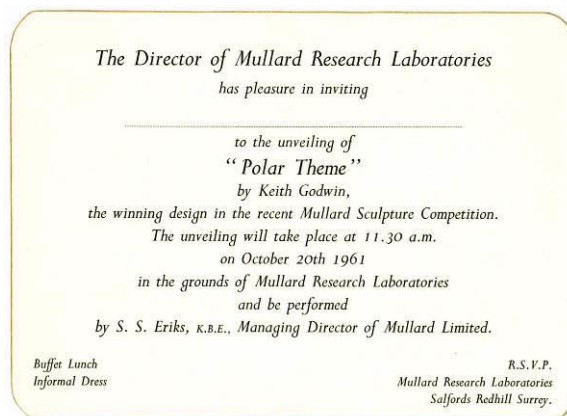 The Director of Mullard Research Laboratories
has pleasure in inviting
to the unveiling of
“Polar Theme”
by Keith Godwin,
the winning design in the recent Mullard Sculpture Competition.
The unveiling will take place at 11.30 a.m.
on October 20th 1961
in the grounds of Mullard Research Laboratories
and be performed
by S. S. Eriks, K.B.E., Managing Director of Mullard Limited.
Buffet Lunch
Informal Dress
R.S.V.P.
Mullard Research Laboratories
Salfords Redhill Surrey.